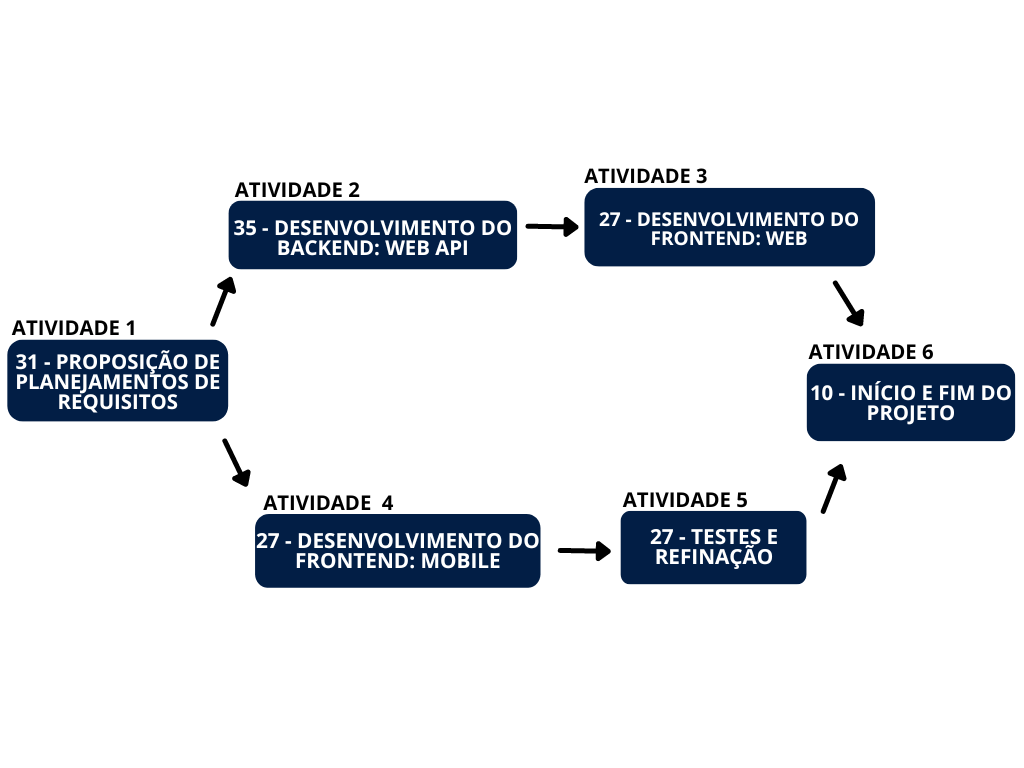 ATIVIDADE 1
31 - PROPOSIÇÃO DE
PLANEJAMENTOS DE
REQUISITOS
ATIVIDADE 2
35 - DESENVOLVIMENTO DO
BACKEND: WEB API
ATIVIDADE 3
27 - DESENVOLVIMENTO DO
FRONTEND: WEB
ATIVIDADE 4
27 - DESENVOLVIMENTO DO
FRONTEND: MOBILE
ATIVIDADE 5
27 - TESTES E
REFINAÇÃO
ATIVIDADE 6
10 - INÍCIO E FIM DO
PROJETO